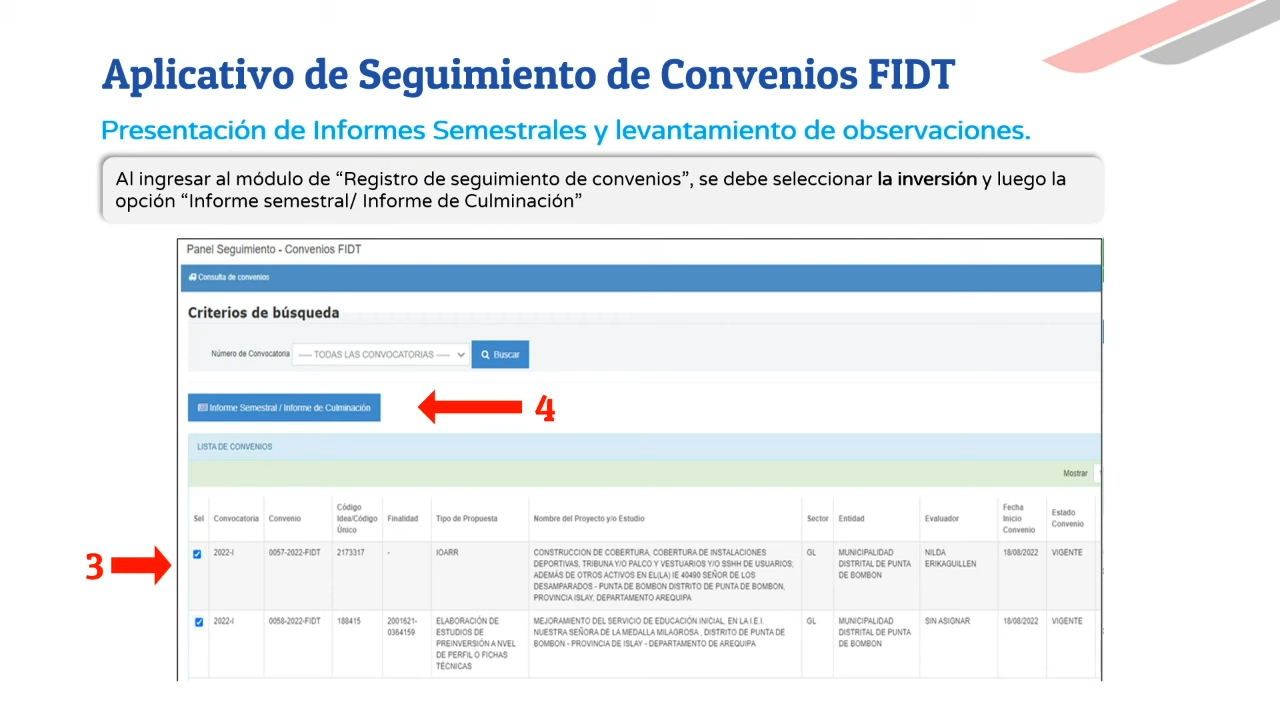 Aplicativo de Seguimiento de Convenios FIDT
Presentación de Informes Semestrales y levantamiento de observaciones.
Al ingresar al módulo de “Registro de seguimiento de convenios”, se debe seleccionar la inversión y luego la
opción “Informe semestral/ Informe de Culminación”
Panel Seguimiento - Convenios FIDT
Consulta de convenios
Criterios de búsqueda
Número de Convocatoria ---- TODAS LAS CONVOCATORIAS ---- Buscar
Informe Semestral / Informe de Culminación
4
LISTA DE CONVENIOS
Mostrar
Sel Convocatoria Convenio Código Idea/Código Único Finalidad Tipo de Propuesta Nombre del Proyecto y/o Estudio Sector Entidad Evaluador Fecha Inicio Convenio Estado Convenio
3
2022-I 0057-2022-FIDT 2173317 - IOARR CONSTRUCCION DE COBERTURA, COBERTURA DE INSTALACIONES GL MUNICIPALIDAD NILDA 18/08/2022 VIGENTE
DEPORTIVAS, TRIBUNA Y/O PALCO Y VESTUARIOS Y/O SSHH DE USUARIOS; DISTRITAL DE PUNTA ERIKAGUILLEN
ADEMÁS DE OTROS ACTIVOS EN EL(LA) IE 40490 SEÑOR DE LOS DE BOMBON
DESAMPARADOS - PUNTA DE BOMBON DISTRITO DE PUNTA DE BOMBON,
PROVINCIA ISLAY, DEPARTAMENTO AREQUIPA
2022-I 0058-2022-FIDT 188415 2001621- ELABORACIÓN DE MEJORAMIENTO DEL SERVICIO DE EDUCACIÓN INICIAL, EN LA I.E.I. GL MUNICIPALIDAD SIN ASIGNAR 18/08/2022 VIGENTE
0364159 ESTUDIOS DE NUESTRA SEÑORA DE LA MEDALLA MILAGROSA , DISTRITO DE PUNTA DE DISTRITAL DE PUNTA
PREINVERSIÓN A NVEL BOMBON - PROVINCIA DE ISLAY - DEPARTAMENTO DE AREQUIPA DE BOMBON
DE PERFIL O FICHAS
TÉCNICAS